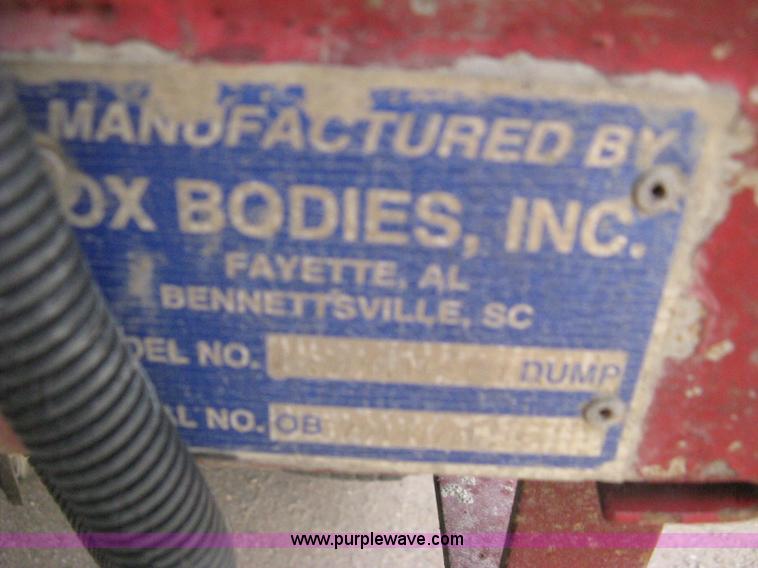 MANUFACTURED BY
OX BODIES, INC.
FAYETTE, AL
BENNETTSVILLE, SC
DEL NO. DUMP
AL NO. OB
www.purplewave.com